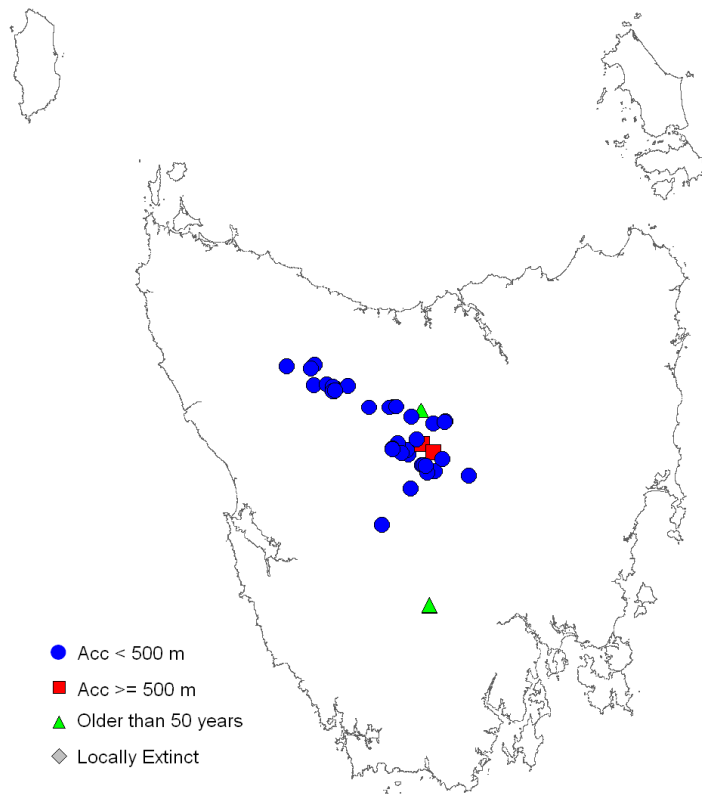 Acc < 500 m
Acc >= 500 m
Older than 50 years
Locally Extinct